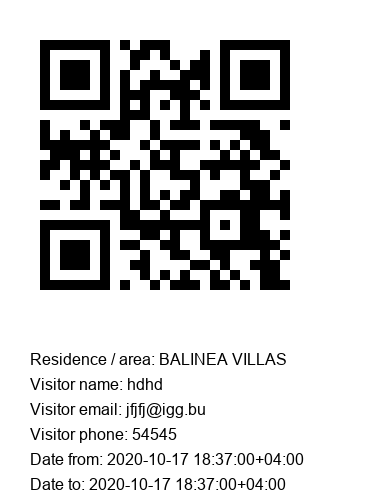 Residence / area: BALINEA VILLAS
Visitor name: hdhd
Visitor email: jfjfj@igg.bu
Visitor phone: 54545
Date from: 2020-10-17 18:37:00+04:00
Date to: 2020-10-17 18:37:00+04:00